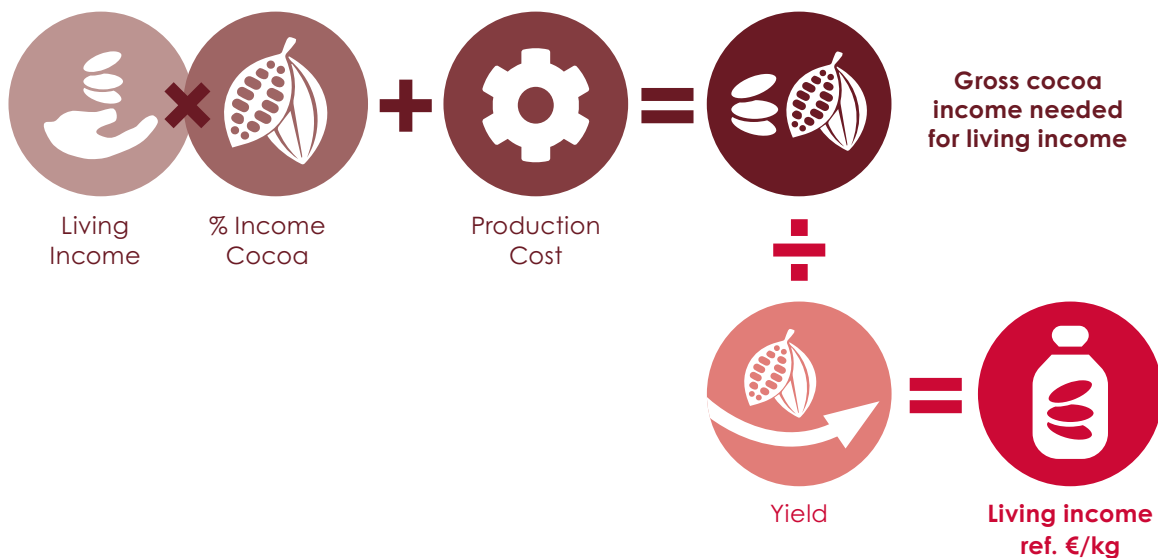 Gross cocoa
income needed
for living income
Living
Income
% Income
Cocoa
Production
Cost
Yield
Living income
ref. €/kg